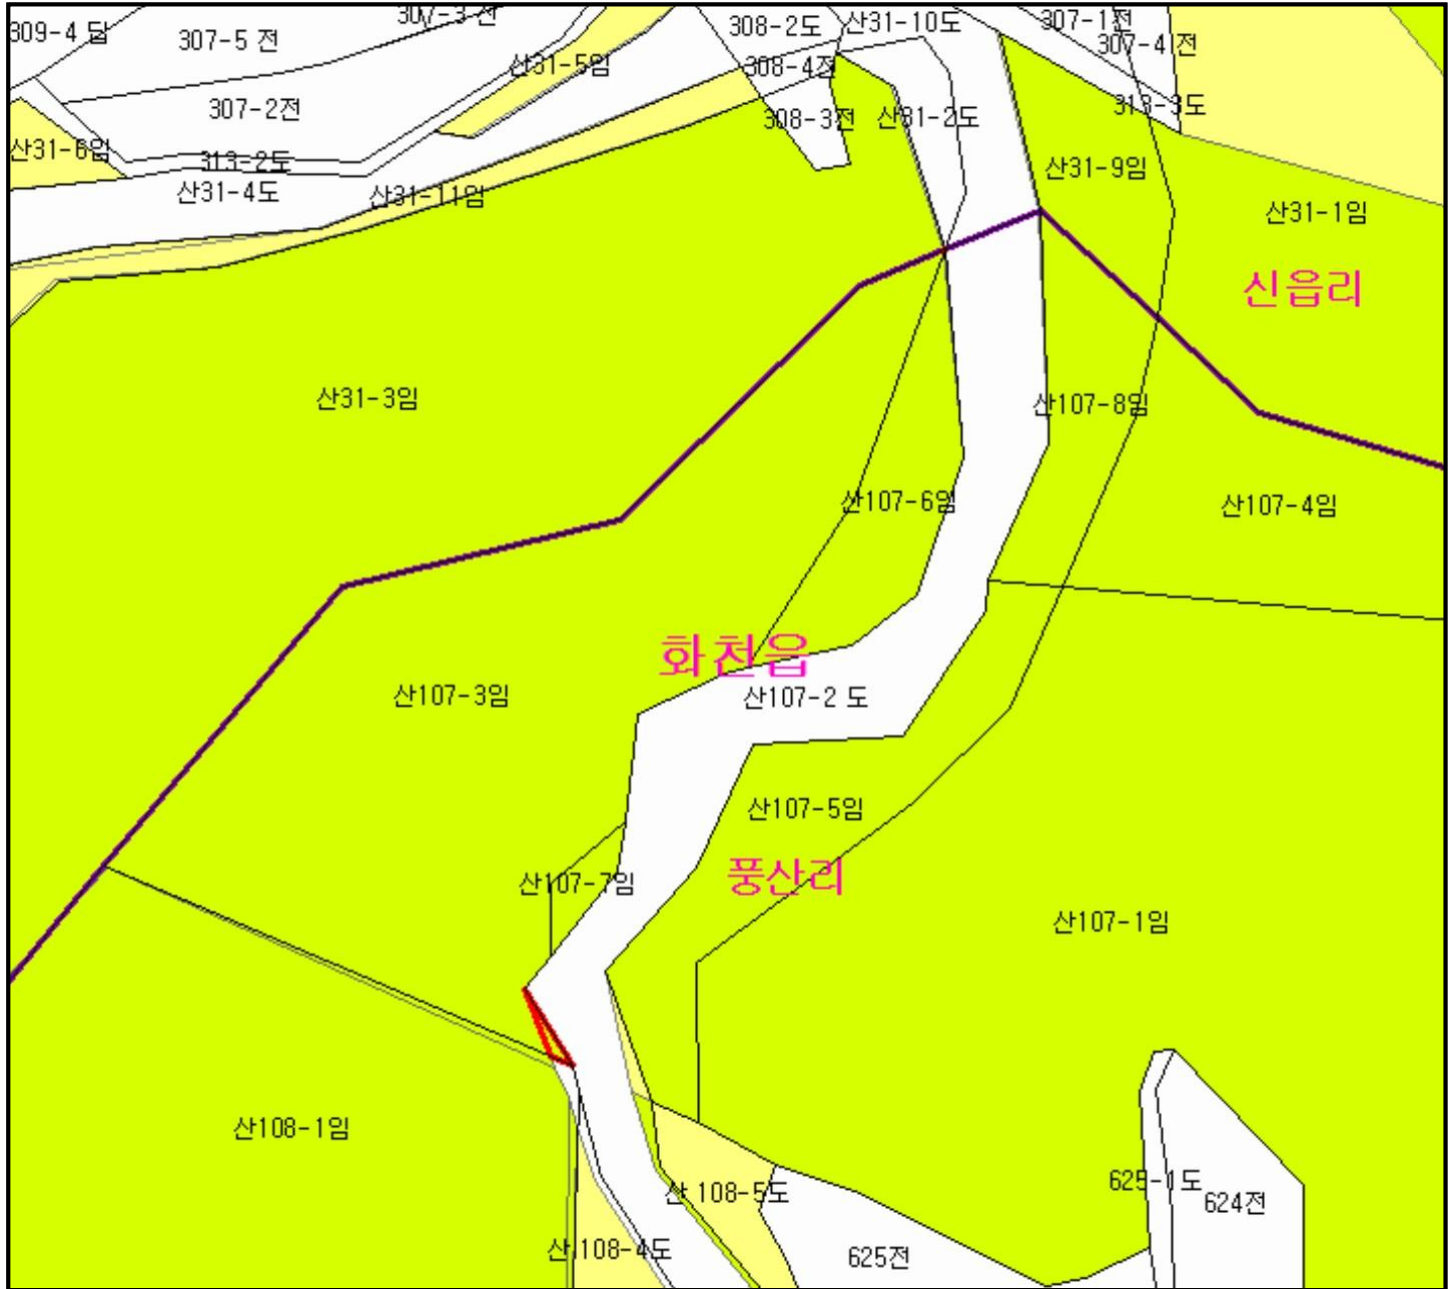 307-3 전
308-2도
산31-10도
307-1전
309-4 답
307-5 전
307-4전
산31-5임
308-4전
307-2전
308-3전
산31-2도
313-3도
산31-6임
313-2도
산31-9임
산31-4도
산31-11임
산31-1임
신읍리
산31-3임
산107-8임
산107-6임
산107-4임
화천읍
산107-3임
산107-2 도
산107-5임
풍산리
산107-7임
산107-1임
산108-1임
산 108-5도
625-1도
624전
산 108-4도
625전